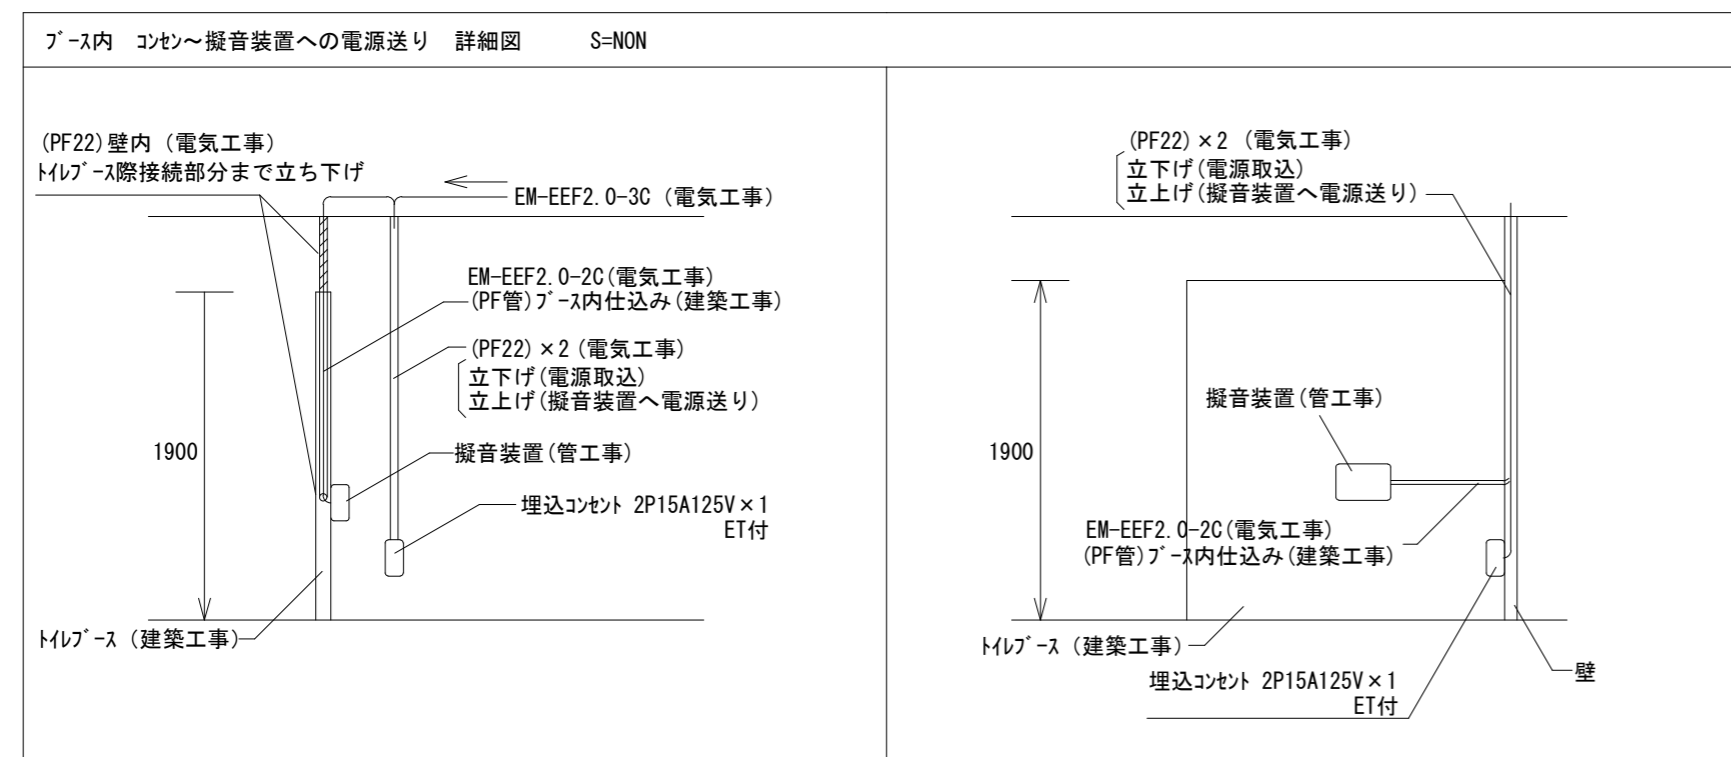 ﾌﾞｰｽ内 ｺﾝｾﾝ～擬音装置への電源送り 詳細図 S=NON
(PF22)壁内（電気工事）
ﾄｲﾚﾌﾞｰｽ際接続部分まで立ち下げ
EM-EEF2.0-3C（電気工事）
EM-EEF2.0-2C(電気工事)
(PF管)ﾌﾞｰｽ内仕込み(建築工事)
(PF22)×2(電気工事)
立下げ(電源取込)
立上げ(擬音装置へ電源送り)
1900
擬音装置(管工事)
埋込ｺﾝｾﾝﾄ 2P15A125V×1
ET付
ﾄｲﾚﾌﾞｰｽ（建築工事）
(PF22)×2（電気工事）
立下げ(電源取込)
立上げ(擬音装置へ電源送り)
擬音装置(管工事)
1900
EM-EEF2.0-2C(電気工事)
(PF管)ﾌﾞｰｽ内仕込み(建築工事)
ﾄｲﾚﾌﾞｰｽ（建築工事）
埋込ｺﾝｾﾝﾄ 2P15A125V×1
ET付
壁